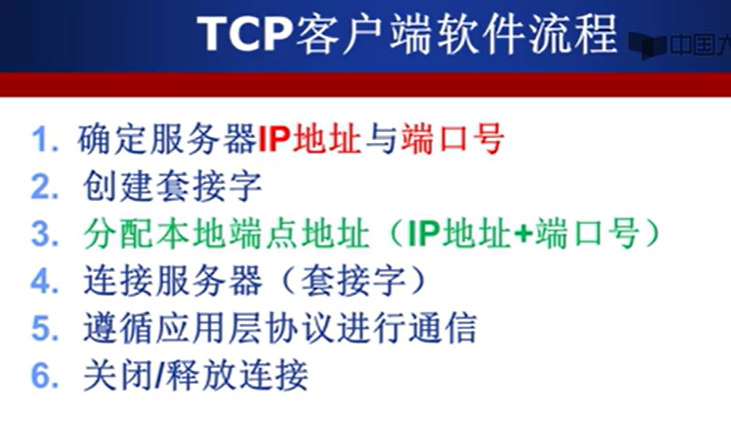 TCP客户端软件流程
中国大
1. 确定服务器IP地址与端口号
2. 创建套接字
3. 分配本地端点地址（IP地址+端口号）
4. 连接服务器（套接字）
5. 遵循应用层协议进行通信
6. 关闭/释放连接